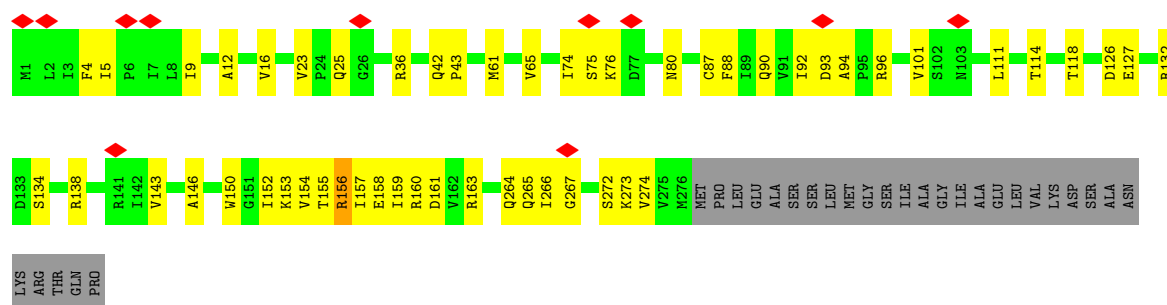 M1 L2 I3 F4 I5 P6 I7 L8 I9 A12 V16 V23 P24 Q25 G26 R36 Q42 P43 M61 V65 I74 S75 K76 D77 N80 C87 F88 I89 Q90 V91 I92 D93 A94 P95 R96 V101 S102 N103 L111 T114 T118 D126 E127 R132
D133 S134 R138 R141 I142 V143 A146 W150 G151 I152 K153 V154 T155 R156 I157 E158 I159 R160 D161 V162 R163 Q264 Q265 I266 G267 S272 K273 V274 V275 M276 MET PRO LEU GLU ALA SER SER LEU MET GLY SER ILE ALA GLY ILE ALA GLU LEU VAL LYS ASP SER ALA ASN
LYS ARG THR GLN PRO